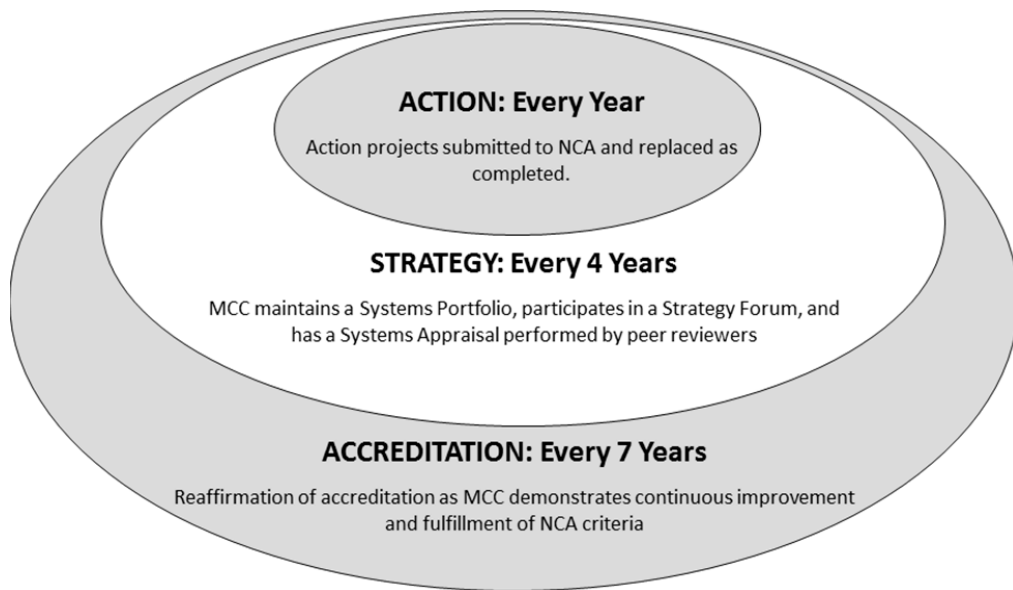 ACTION: Every Year
Action projects submitted to NCA and replaced as
completed.
STRATEGY: Every 4 Years
MCC maintains a Systems Portfolio, participates in a Strategy Forum, and
has a Systems Appraisal performed by peer reviewers
ACCREDITATION: Every 7 Years
Reaffirmation of accreditation as MCC demonstrates continuous improvement
and fulfillment of NCA criteria